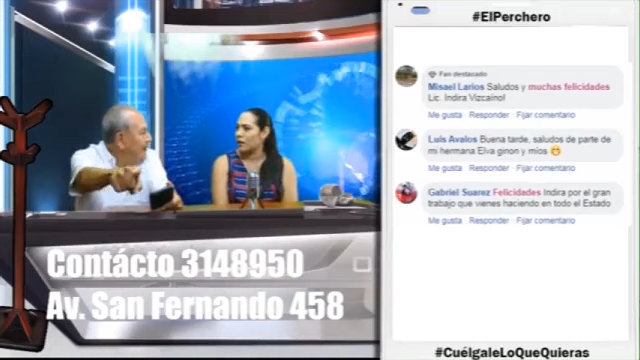 #ElPerchero
Fan destacado
Misael Larios Saludos y muchas felicidades
Lic. Indira Vizcaíno!
Me gusta · Responder · Fijar comentario
Luis Avalos Buena tarde, saludos de parte de
mi hermana Elva ginon y míos 😁
Me gusta · Responder · Fijar comentario
Gabriel Suarez Felicidades Indira por el gran
trabajo que vienes haciendo en todo el Estado
Me gusta · Responder · Fijar comentario
Contácto 3148950
Av. San Fernando 458
#CuélgaleLoQueQuieras